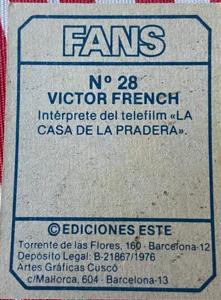 FANS
Nº 28
VICTOR FRENCH
Intérprete del telefilm «LA
CASA DE LA PRADERA».
©EDICIONES ESTE
Torrente de las Flores, 160 - Barcelona-12
Depósito Legal: B-21867/1976
Artes Gráficas Cuscó
c/Mallorca, 604 - Barcelona-13